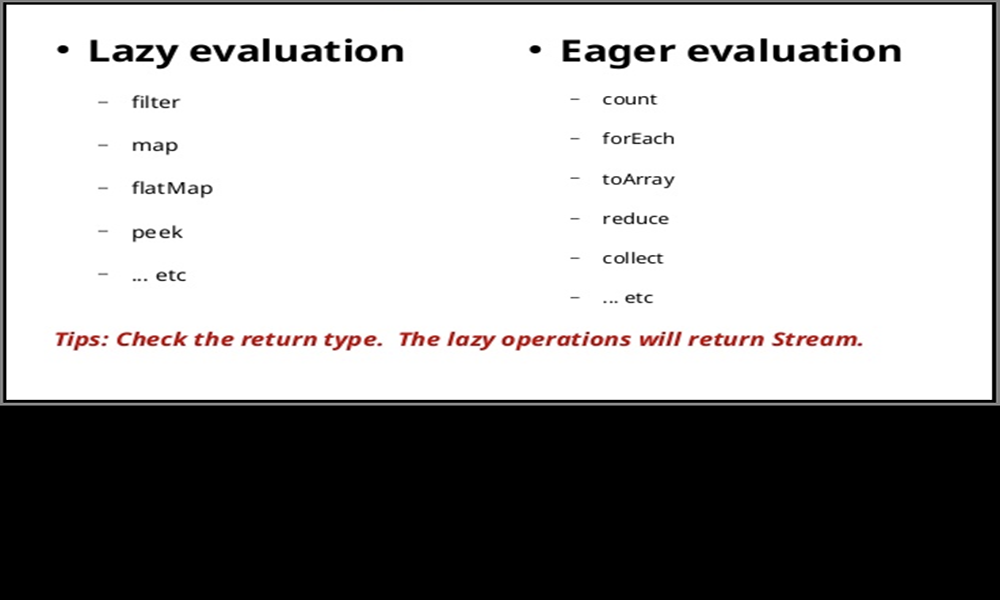 • Lazy evaluation
– filter
– map
– flatMap
– peek
– ... etc
• Eager evaluation
– count
– forEach
– toArray
– reduce
– collect
– ... etc
Tips: Check the return type. The lazy operations will return Stream.